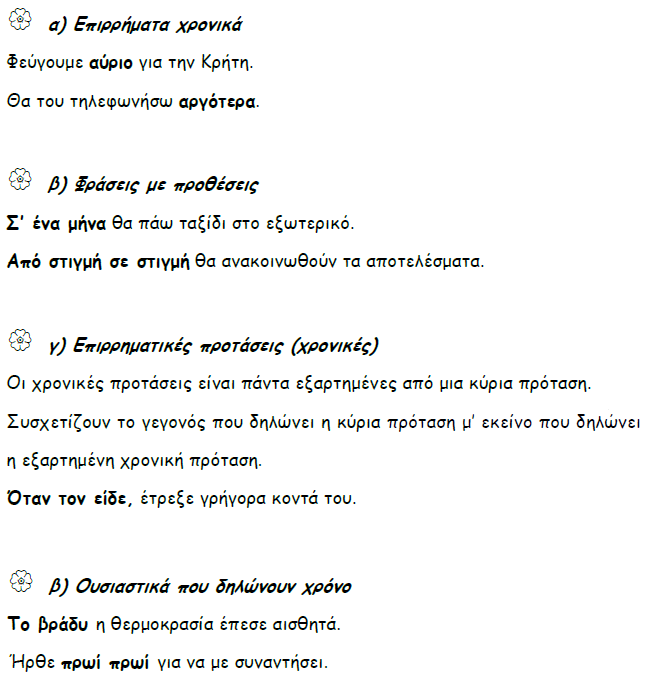 α) Επιρρήματα χρονικά
Φεύγουμε αύριο για την Κρήτη.
Θα του τηλεφωνήσω αργότερα.
β) Φράσεις με προθέσεις
Σ’ ένα μήνα θα πάω ταξίδι στο εξωτερικό.
Από στιγμή σε στιγμή θα ανακοινωθούν τα αποτελέσματα.
γ) Επιρρηματικές προτάσεις (χρονικές)
Οι χρονικές προτάσεις είναι πάντα εξαρτημένες από μια κύρια πρόταση.
Συσχετίζουν το γεγονός που δηλώνει η κύρια πρόταση μ’ εκείνο που δηλώνει
η εξαρτημένη χρονική πρόταση.
Όταν τον είδε, έτρεξε γρήγορα κοντά του.
β) Ουσιαστικά που δηλώνουν χρόνο
Το βράδυ η θερμοκρασία έπεσε αισθητά.
Ήρθε πρωί πρωί για να με συναντήσει.